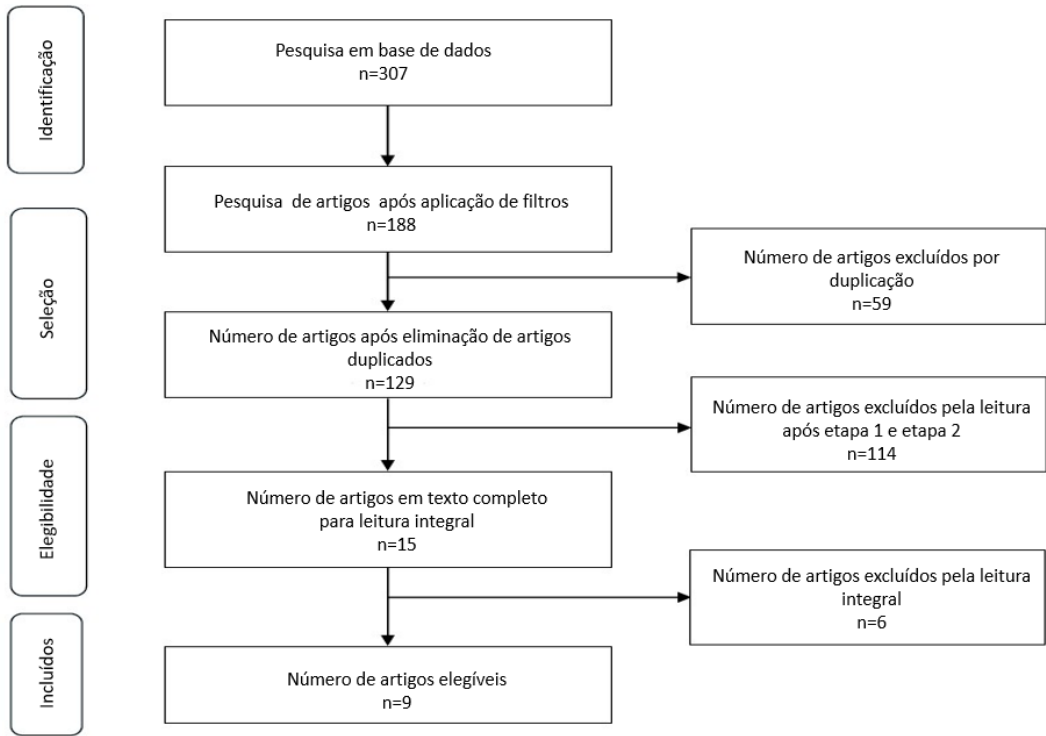 Identificação
Pesquisa em base de dados
n=307
Pesquisa de artigos após aplicação de filtros
n=188
Seleção
Número de artigos excluídos por
duplicação
n=59
Número de artigos após eliminação de artigos
duplicados
n=129
Número de artigos excluídos pela leitura
após etapa 1 e etapa 2
n=114
Elegibilidade
Número de artigos em texto completo
para leitura integral
n=15
Número de artigos excluídos pela leitura
integral
n=6
Incluídos
Número de artigos elegíveis
n=9